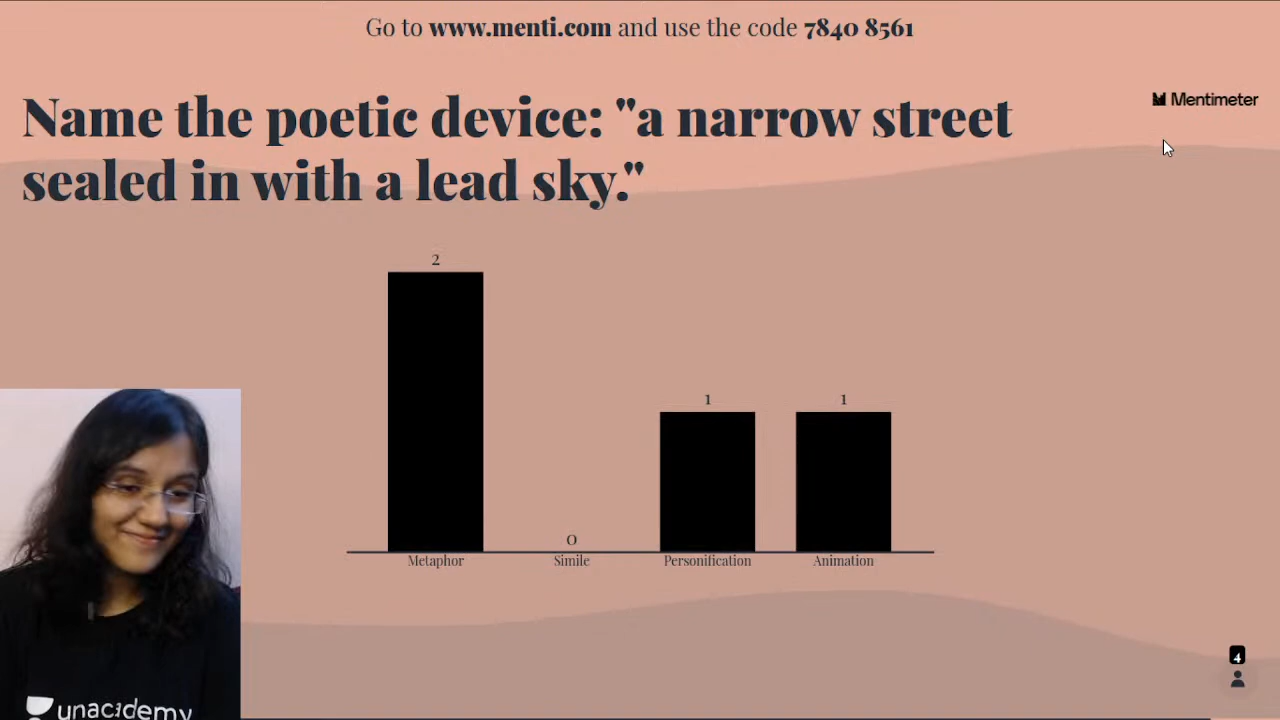 Go to www.menti.com and use the code 7840 8561
Mentimeter
Name the poetic device: "a narrow street
sealed in with a lead sky."
2
0
1
1
Metaphor
Simile
Personification
Animation
4
unacademy